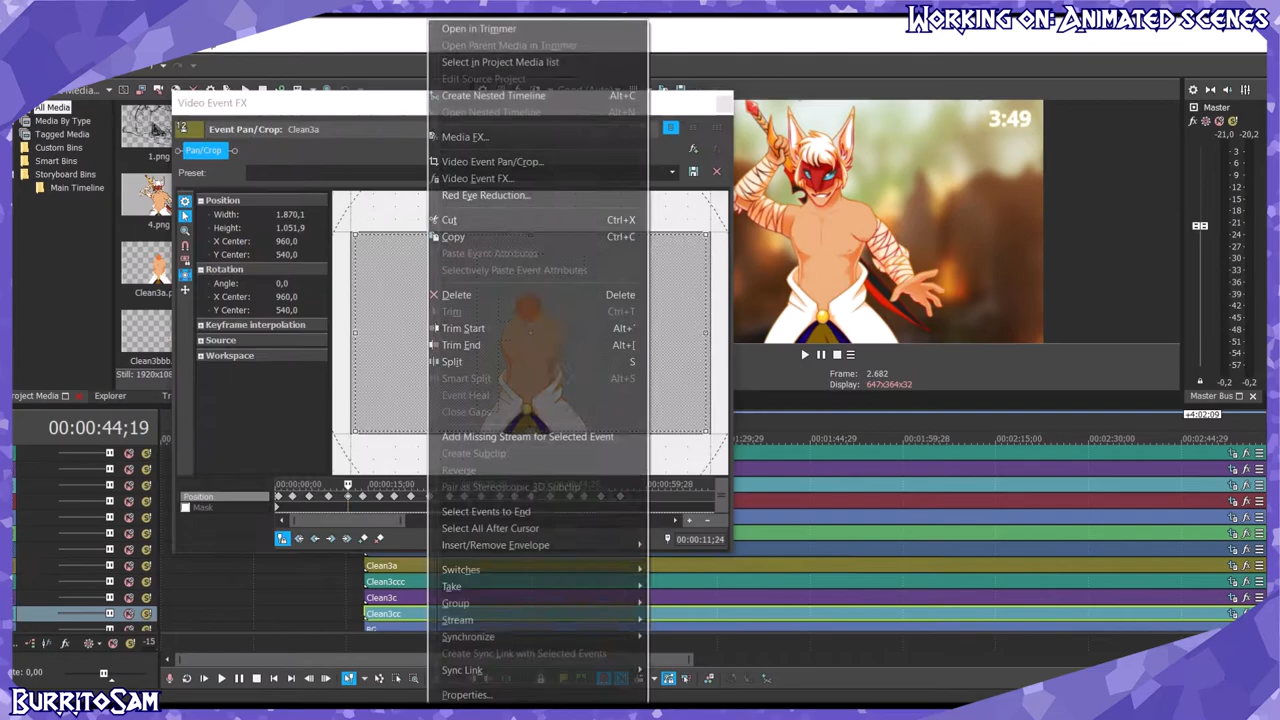 Working on: Animated scenes
Open in Trimmer
Open Parent Media in Trimmer
Select in Project Media list
Edit Source Project
Create Nested Timeline Alt+C
Open Nested Timeline Alt+N
Media FX...
Video Event Pan/Crop...
Video Event FX...
Red Eye Reduction...
Cut Ctrl+X
Copy Ctrl+C
Paste Event Attributes
Selectively Paste Event Attributes
Delete Delete
Trim Ctrl+T
Trim Start Alt+´
Trim End Alt+[
Split S
Smart Split Alt+S
Event Heal
Close Gaps
Add Missing Stream for Selected Event
Create Subclip
Reverse
Pair as Stereoscopic 3D Subclip
Select Events to End
Select All After Cursor
Insert/Remove Envelope
Switches
Take
Group
Stream
Synchronize
Create Sync Link with Selected Events
Sync Link
Properties...
All Media
Media By Type
Tagged Media
Custom Bins
Smart Bins
Storyboard Bins
Main Timeline
1.png
4.png
Clean3a.p
Clean3bbb.
Still: 1920x108
Video Event FX
Event Pan/Crop: Clean3a
Pan/Crop
Preset:
Position
Width: 1.870,1
Height: 1.051,9
X Center: 960,0
Y Center: 540,0
Rotation
Angle: 0,0
X Center: 960,0
Y Center: 540,0
Keyframe interpolation
Source
Workspace
00:00:00:00 00:00:15:00 00:00:59:28
Position
Mask
00:00:11;24
3:49
Frame: 2.682
Display: 647x364x32
Master
-21,0 -20,2
3
6
9
12
15
18
21
24
27
30
33
36
39
42
45
48
51
54
57
-0,2 -0,2
Master Bus
roject Media Explorer
00:00:44;19
+4:02;09
1:29;29 00:01:44;29 00:01:59;28 00:02:15;00 00:02:30;00 00:02:44;29
Clean3a
Clean3ccc
Clean3c
Clean3cc
BG
-15
ate: 0,00
BurritoSam